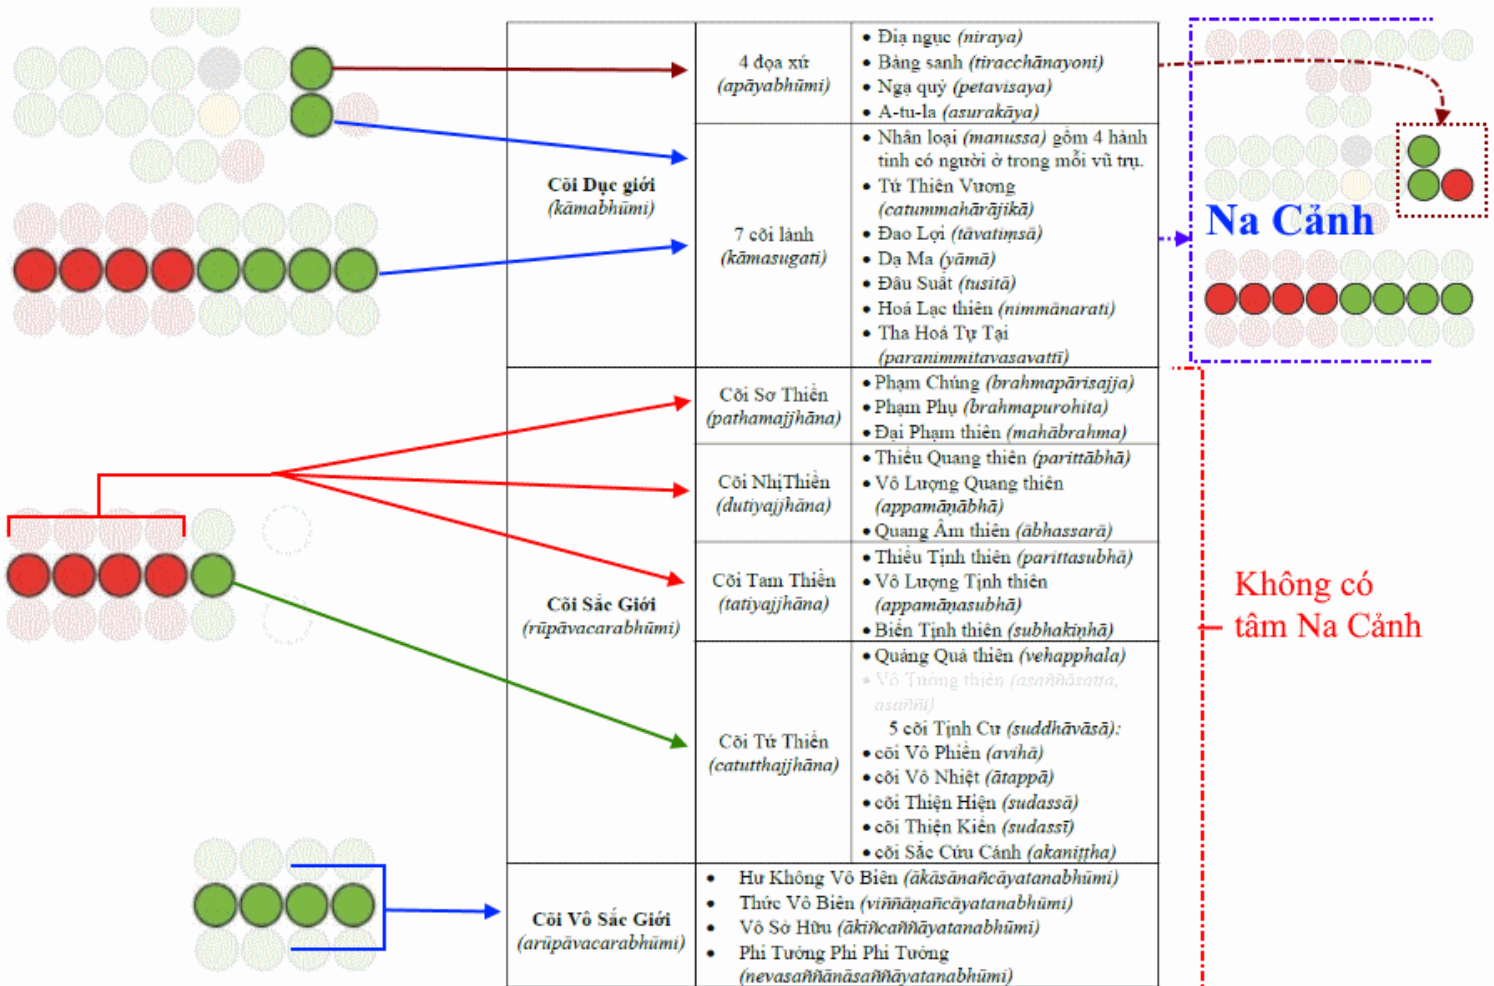 4 đọa xứ
(apāyabhūmi)
• Địa ngục (niraya)
• Bàng sanh (tiracchānayoni)
• Ngạ quỷ (petavisaya)
• A-tu-la (asurakāya)
Cõi Dục giới
(kāmabhūmi)
7 cõi lành
(kāmasugati)
• Nhân loại (manussa) gồm 4 hành
tinh có người ở trong mỗi vũ trụ.
• Tứ Thiên Vương
(catummahārājikā)
• Đao Lợi (tāvatiṃsā)
• Dạ Ma (yāmā)
• Đâu Suất (tusitā)
• Hoá Lạc thiên (nimmānarati)
• Tha Hoá Tự Tại
(paranimmitavasavattī)
Na Cảnh
Cõi Sắc Giới
(rūpāvacarabhūmi)
Cõi Sơ Thiền
(pathamajjhāna)
• Phạm Chúng (brahmapārisajja)
• Phạm Phụ (brahmapurohita)
• Đại Phạm thiên (mahābrahma)
Cõi NhịThiền
(dutiyajjhāna)
• Thiểu Quang thiên (parittābhā)
• Vô Lượng Quang thiên
(appamāṇābhā)
• Quang Âm thiên (ābhassarā)
Cõi Tam Thiền
(tatiyajjhāna)
• Thiểu Tịnh thiên (parittasubhā)
• Vô Lượng Tịnh thiên
(appamāṇasubhā)
• Biến Tịnh thiên (subhakiṇhā)
Cõi Tứ Thiền
(catutthajjhāna)
• Quảng Quả thiên (vehapphala)
• Vô Tưởng thiên (asaññāsatta,
asaññī)
5 cõi Tịnh Cư (suddhāvāsā):
• cõi Vô Phiền (avihā)
• cõi Vô Nhiệt (ātappā)
• cõi Thiện Hiện (sudassā)
• cõi Thiện Kiến (sudassī)
• cõi Sắc Cứu Cánh (akaniṭṭha)
Không có
tâm Na Cảnh
Cõi Vô Sắc Giới
(arūpāvacarabhūmi)
• Hư Không Vô Biên (ākāsānañcāyatanabhūmi)
• Thức Vô Biên (viññāṇañcāyatanabhūmi)
• Vô Sở Hữu (ākiñcaññāyatanabhūmi)
• Phi Tưởng Phi Phi Tưởng
(nevasaññānāsaññāyatanabhūmi)